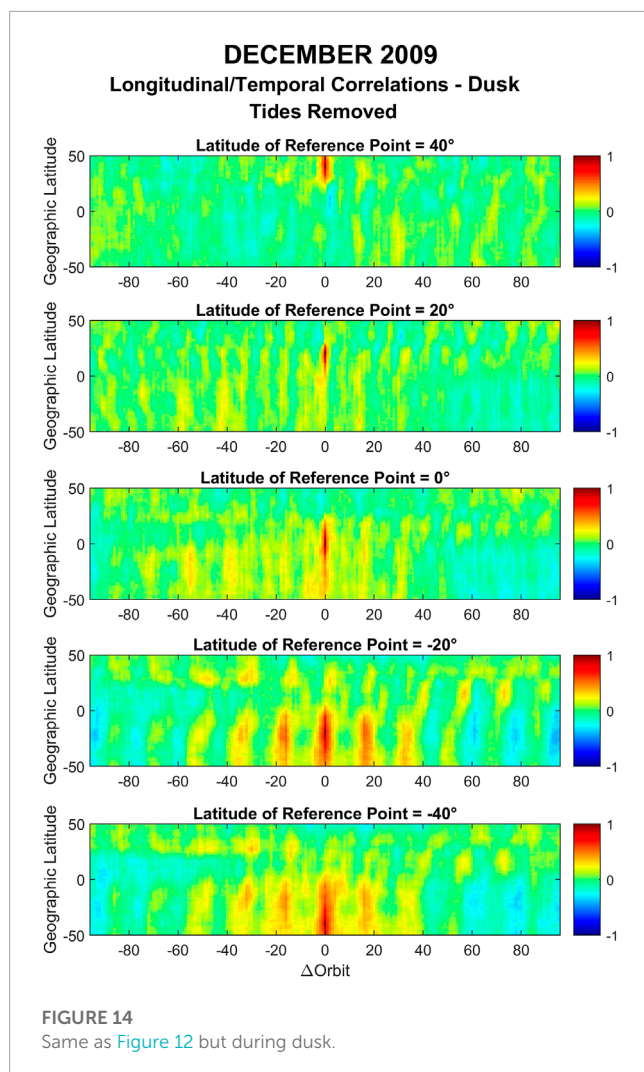 DECEMBER 2009
Longitudinal/Temporal Correlations - Dusk
Tides Removed
Latitude of Reference Point = 40°
Geographic Latitude
50
0
-50
-80 -60 -40 -20 0 20 40 60 80
1
0
-1
Latitude of Reference Point = 20°
Geographic Latitude
50
0
-50
-80 -60 -40 -20 0 20 40 60 80
1
0
-1
Latitude of Reference Point = 0°
Geographic Latitude
50
0
-50
-80 -60 -40 -20 0 20 40 60 80
1
0
-1
Latitude of Reference Point = -20°
Geographic Latitude
50
0
-50
-80 -60 -40 -20 0 20 40 60 80
1
0
-1
Latitude of Reference Point = -40°
Geographic Latitude
50
0
-50
-80 -60 -40 -20 0 20 40 60 80
1
0
-1
ΔOrbit
FIGURE 14
Same as Figure 12 but during dusk.